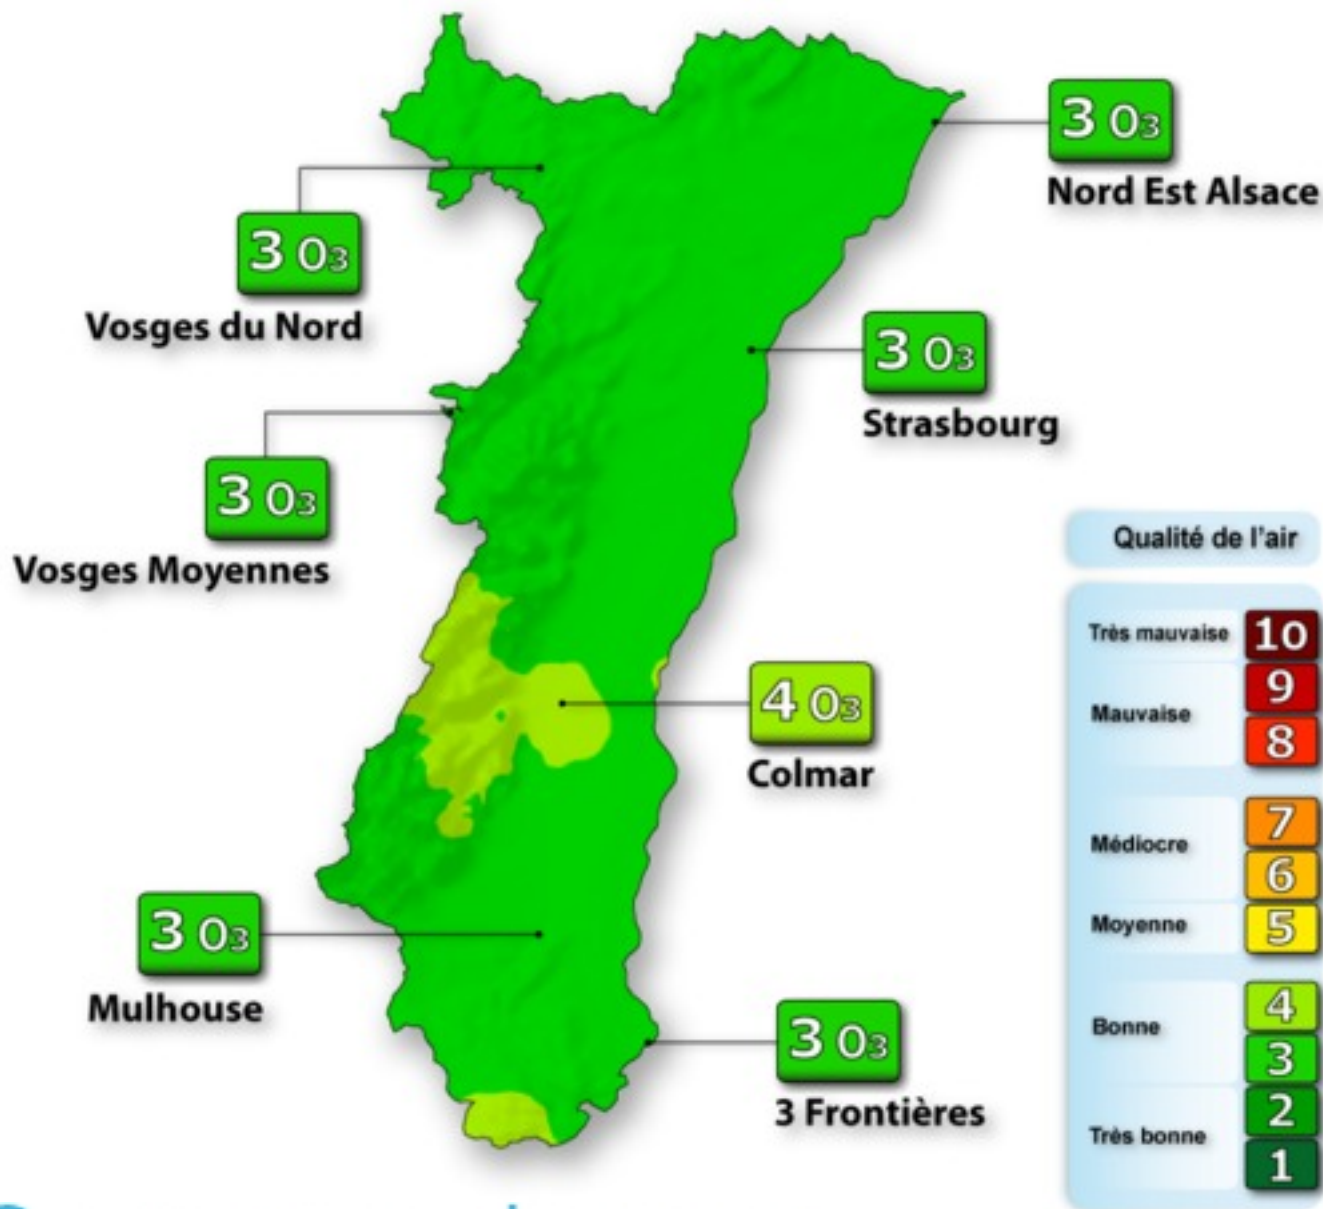 3 O3
Nord Est Alsace
3 O3
Vosges du Nord
3 O3
Strasbourg
3 O3
Vosges Moyennes
4 O3
Colmar
3 O3
Mulhouse
3 O3
3 Frontières
Qualité de l'air
Très mauvaise 10
9
Mauvaise
8
7
Médiocre
6
Moyenne 5
4
Bonne
3
2
Très bonne
1